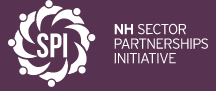 SPI
NH SECTOR
PARTNERSHIPS
INITIATIVE